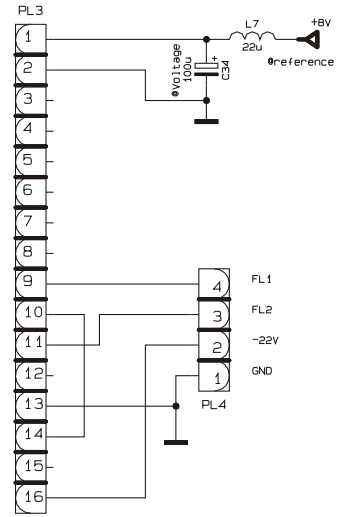 PL3
1
2
3
4
5
6
7
8
9
10
11
12
13
14
15
16
L7
22u
+8V
@reference
@Voltage
100u
+
C34
4
FL1
3
FL2
2
-22V
1
GND
PL4